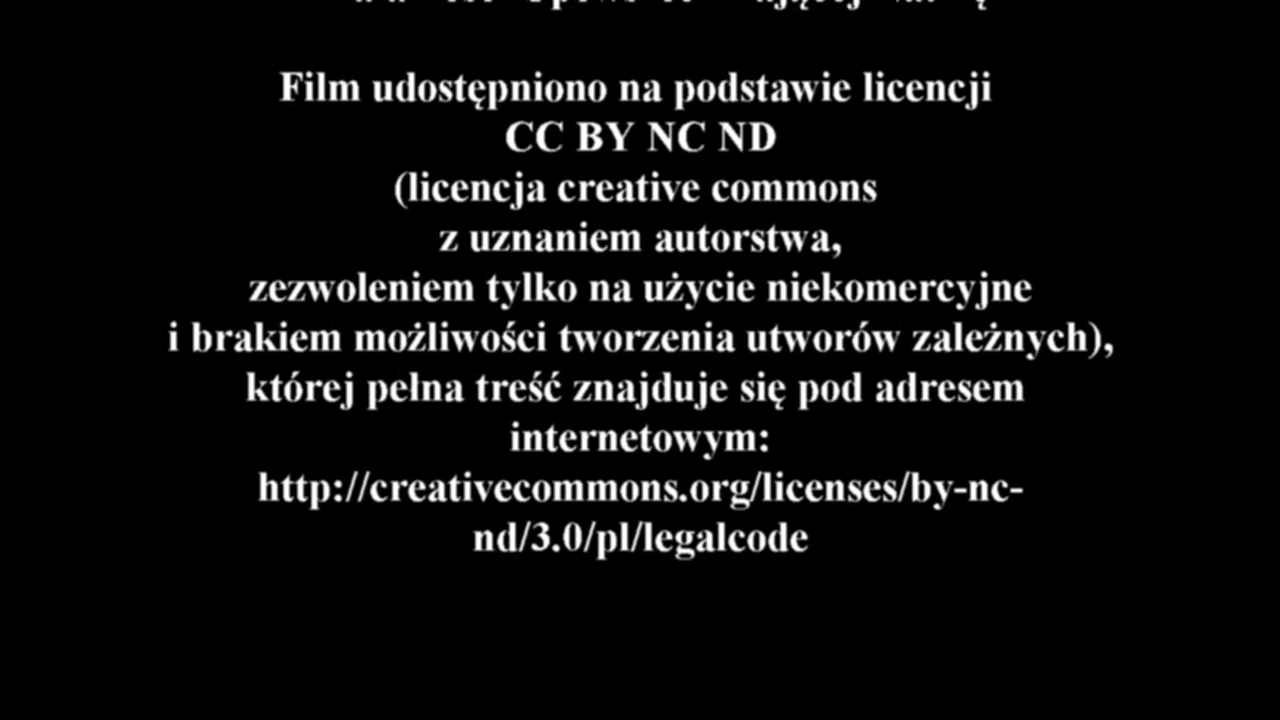 Film udostępniono na podstawie licencji
CC BY NC ND
(licencja creative commons
z uznaniem autorstwa,
zezwoleniem tylko na użycie niekomercyjne
i brakiem możliwości tworzenia utworów zależnych),
której pełna treść znajduje się pod adresem
internetowym:
http://creativecommons.org/licenses/by-nc-
nd/3.0/pl/legalcode